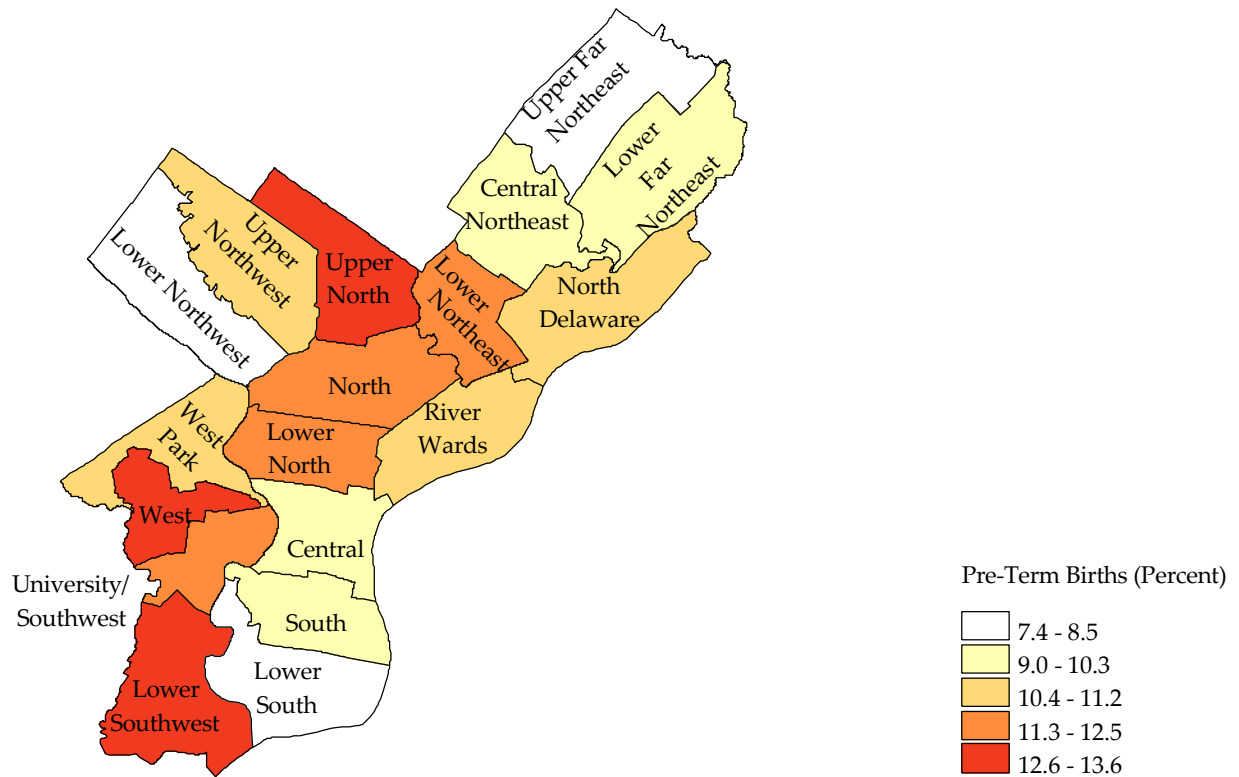 Upper Far
Northeast
Lower
Far
Northeast
Central
Northeast
Upper
Northwest
Lower Northwest
Upper
North
Lower
Northeast
North
Delaware
North
River
Wards
West
Park
Lower
North
West
Central
University/
Southwest
South
Lower
South
Lower
Southwest
Pre-Term Births (Percent)
7.4 - 8.5
9.0 - 10.3
10.4 - 11.2
11.3 - 12.5
12.6 - 13.6